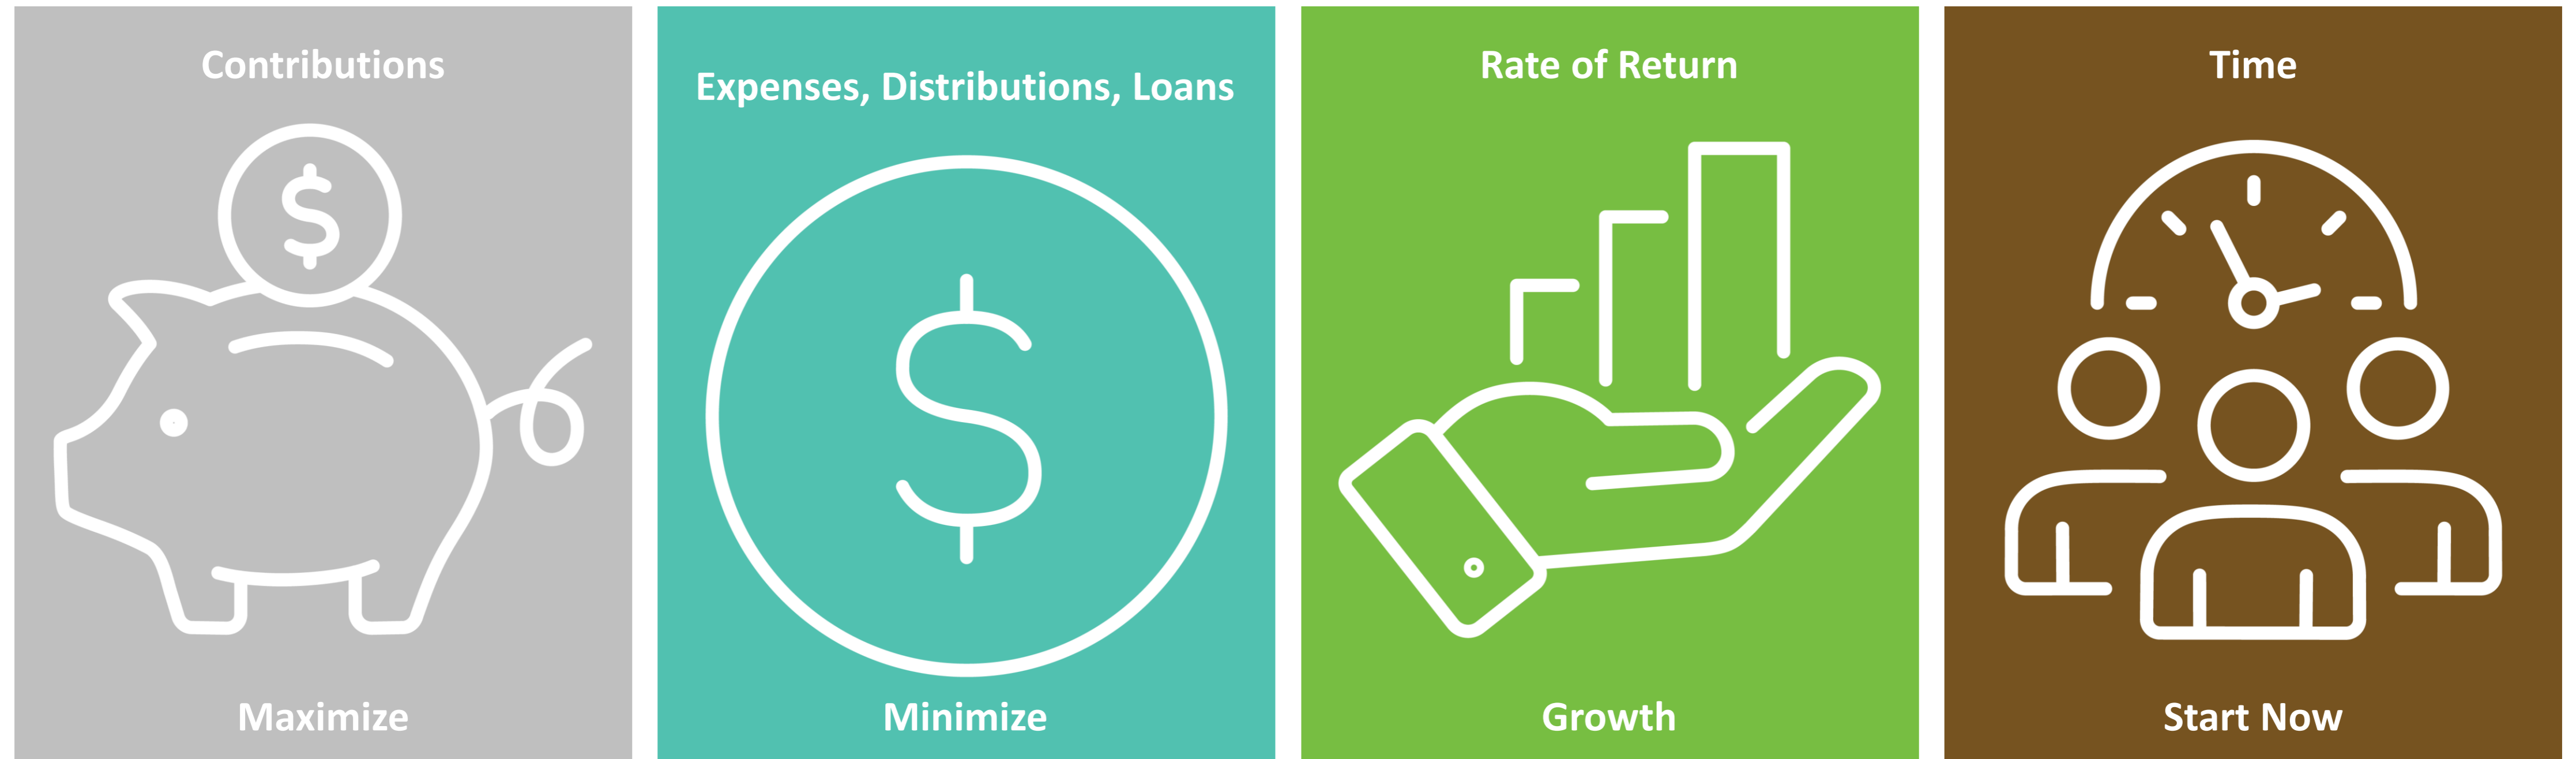 Contributions
$
Maximize
Expenses, Distributions, Loans
$
Minimize
Rate of Return
Growth
Time
Start Now